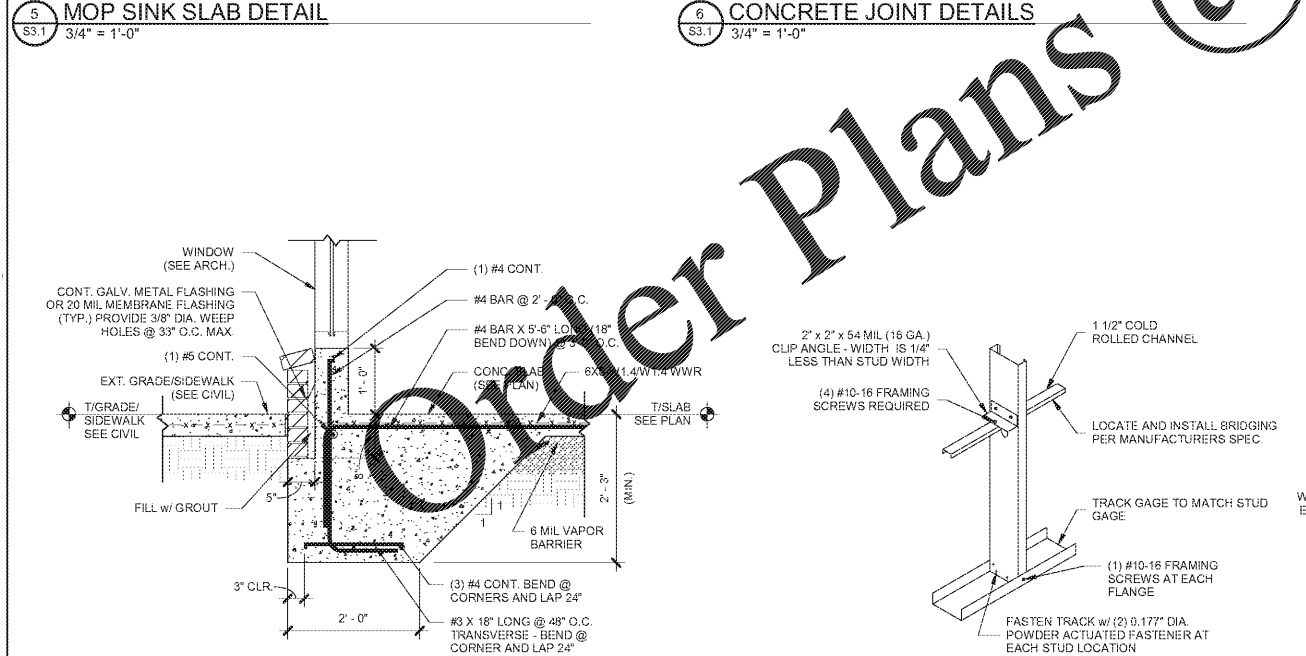 5
S3.1
MOP SINK SLAB DETAIL
3/4" = 1'-0"
6
S3.1
CONCRETE JOINT DETAILS
3/4" = 1'-0"
Order Plans @
WINDOW
(SEE ARCH.)
CONT. GALV. METAL FLASHING
OR 20 MIL MEMBRANE FLASHING
(TYP.) PROVIDE 3/8" DIA. WEEP
HOLES @ 33" O.C. MAX.
(1) #5 CONT.
EXT. GRADE/SIDEWALK
(SEE CIVIL)
T/GRADE/
SIDEWALK
SEE CIVIL
FILL w/ GROUT
5"
3" CLR.
2' - 0"
(1) #4 CONT.
#4 BAR @ 2' - O.C.
#4 BAR X 5'-6" LONG (18"
BEND DOWN) @ O.C.
CONC. SLAB
(SEE PLAN)
WWR
1' - 0"
8"
T/SLAB
SEE PLAN
2' - 3"
(MIN.)
1
1
6 MIL VAPOR
BARRIER
(3) #4 CONT. BEND @
CORNERS AND LAP 24"
#3 X 18" LONG @ 48" O.C.
TRANSVERSE - BEND @
CORNER AND LAP 24"
2" x 2" x 54 MIL (16 GA.)
CLIP ANGLE - WIDTH IS 1/4"
LESS THAN STUD WIDTH
(4) #10-16 FRAMING
SCREWS REQUIRED
1 1/2" COLD
ROLLED CHANNEL
LOCATE AND INSTALL BRIDGING
PER MANUFACTURERS SPEC.
TRACK GAGE TO MATCH STUD
GAGE
(1) #10-16 FRAMING
SCREWS AT EACH
FLANGE
FASTEN TRACK w/ (2) 0.177" DIA.
POWDER ACTUATED FASTENER AT
EACH STUD LOCATION